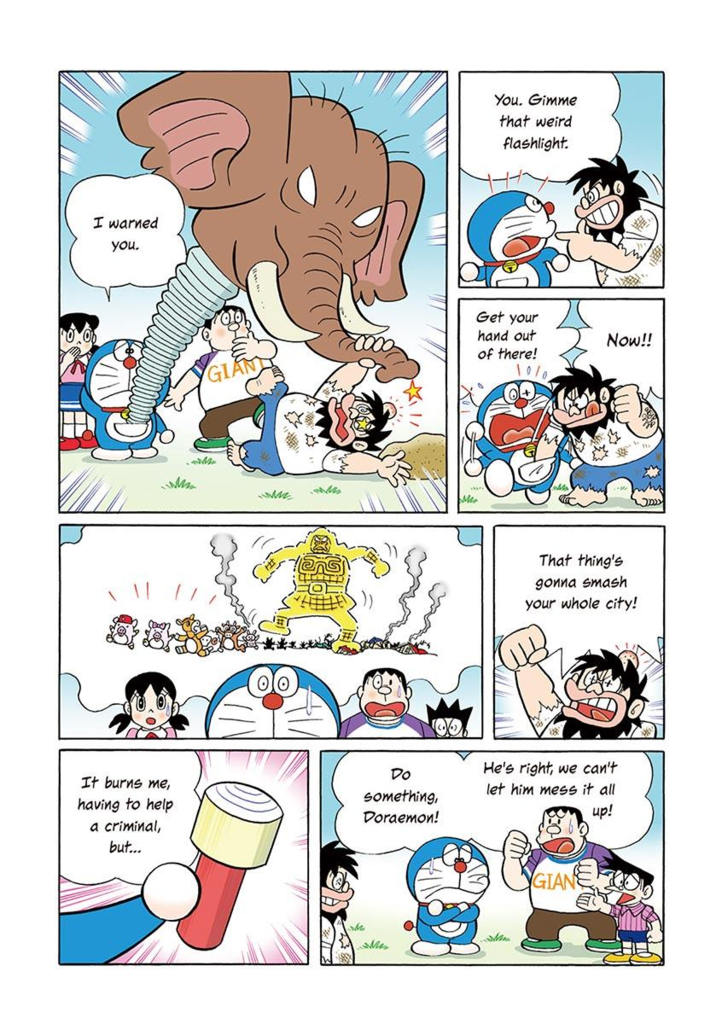 You. Gimme
that weird
flashlight.
Now!!
Get your
hand out
of there!
I warned
you.
GIANT
That thing's
gonna smash
your whole city!
He's right, we can't
let him mess it all
up!
Do
something,
Doraemon!
GIAN
It burns me,
having to help
a criminal,
but...